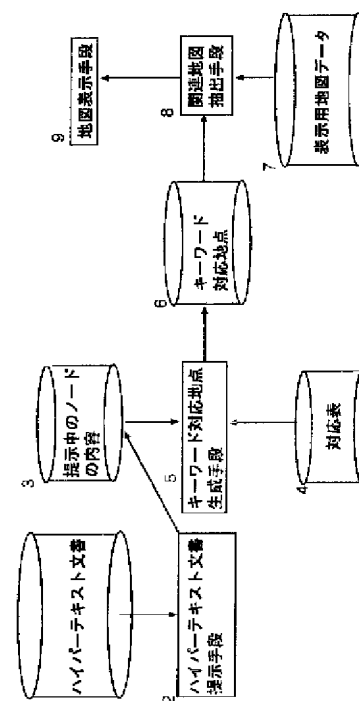 ハイパーテキスト文書
ハイパーテキスト文書
提示手段
3
提示中のノード
の内容
5
キーワード対応地点
生成手段
4
対応表
6
キーワード
対応地点
8
関連地図
抽出手段
9
地図表示手段
7
表示用地図データ